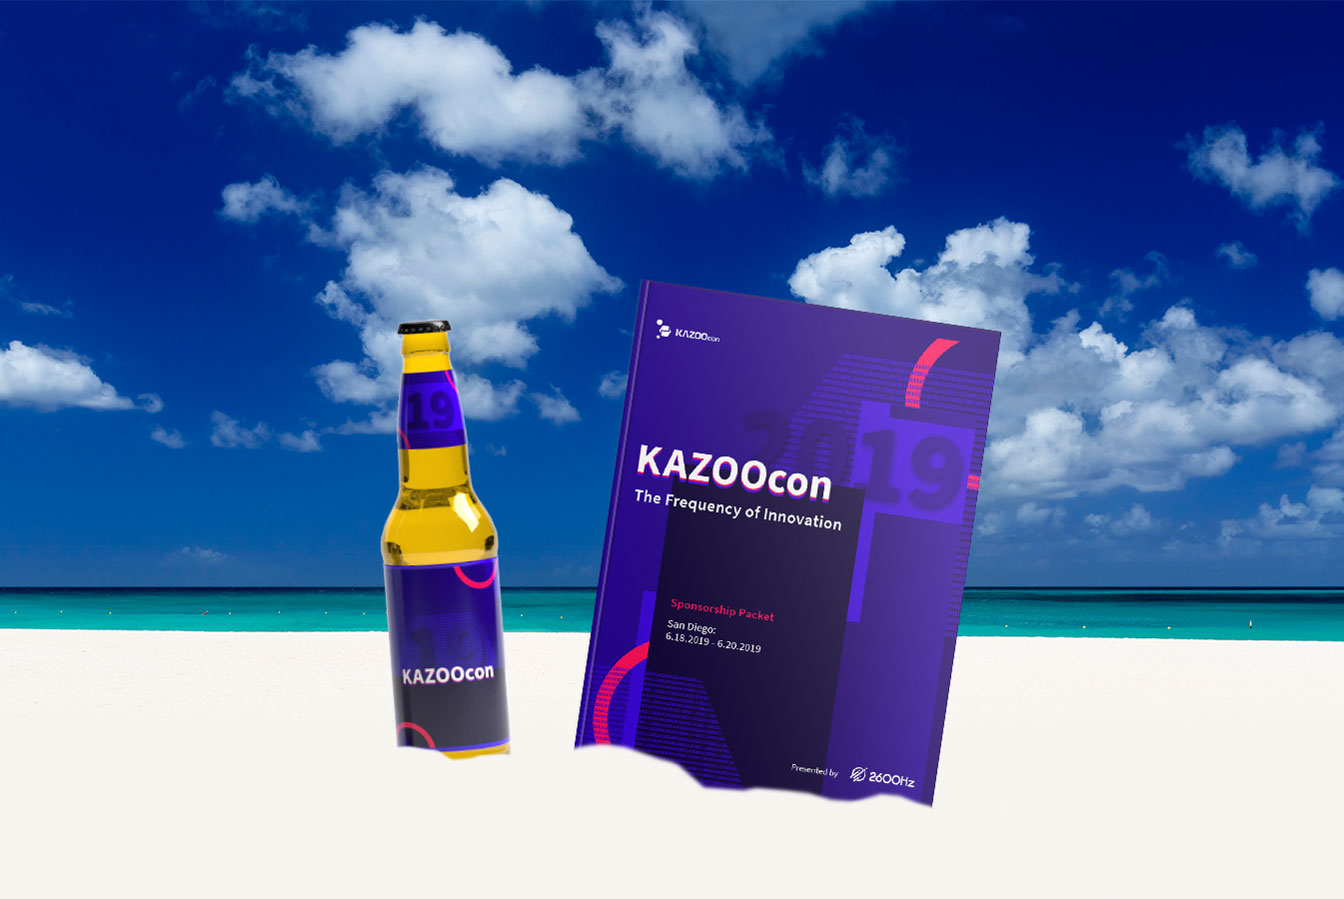 19
19
KAZOOcon
KAZOOcon
2019
KAZOOcon
The Frequency of Innovation
Sponsorship Packet
San Diego:
6.18.2019 - 6.20.2019
Presented by 2600Hz